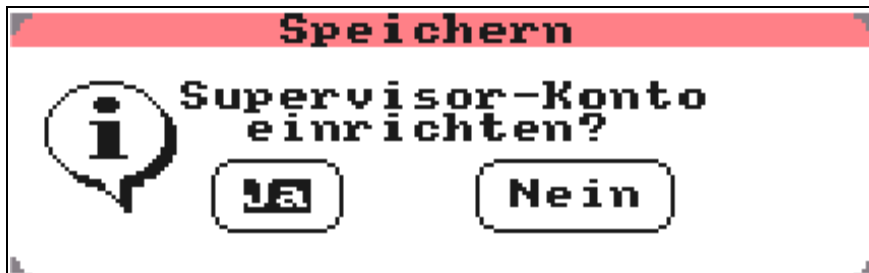 Speichern
Supervisor-Konto
einrichten?
Ja Nein